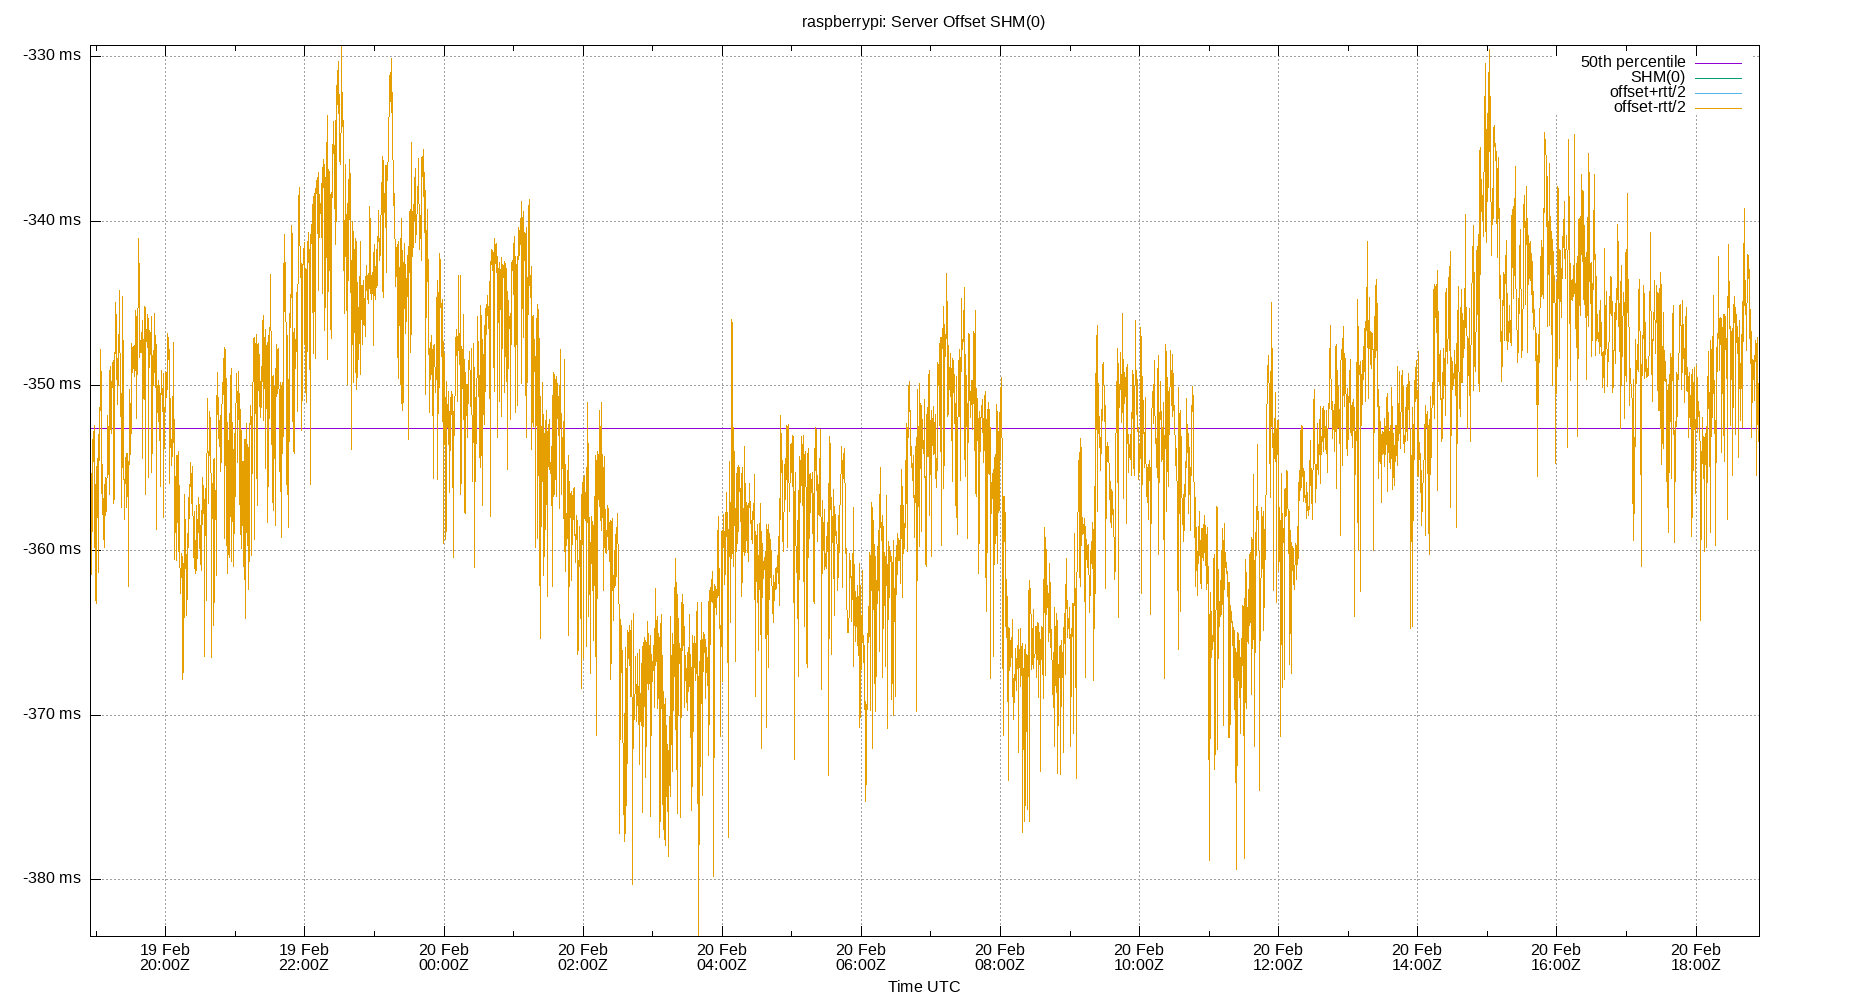 raspberrypi: Server Offset SHM(0)
-330 ms
-340 ms
-350 ms
-360 ms
-370 ms
-380 ms
50th percentile
SHM(0)
offset+rtt/2
offset-rtt/2
19 Feb
20:00Z
19 Feb
22:00Z
20 Feb
00:00Z
20 Feb
02:00Z
20 Feb
04:00Z
20 Feb
06:00Z
20 Feb
08:00Z
20 Feb
10:00Z
20 Feb
12:00Z
20 Feb
14:00Z
20 Feb
16:00Z
20 Feb
18:00Z
Time UTC